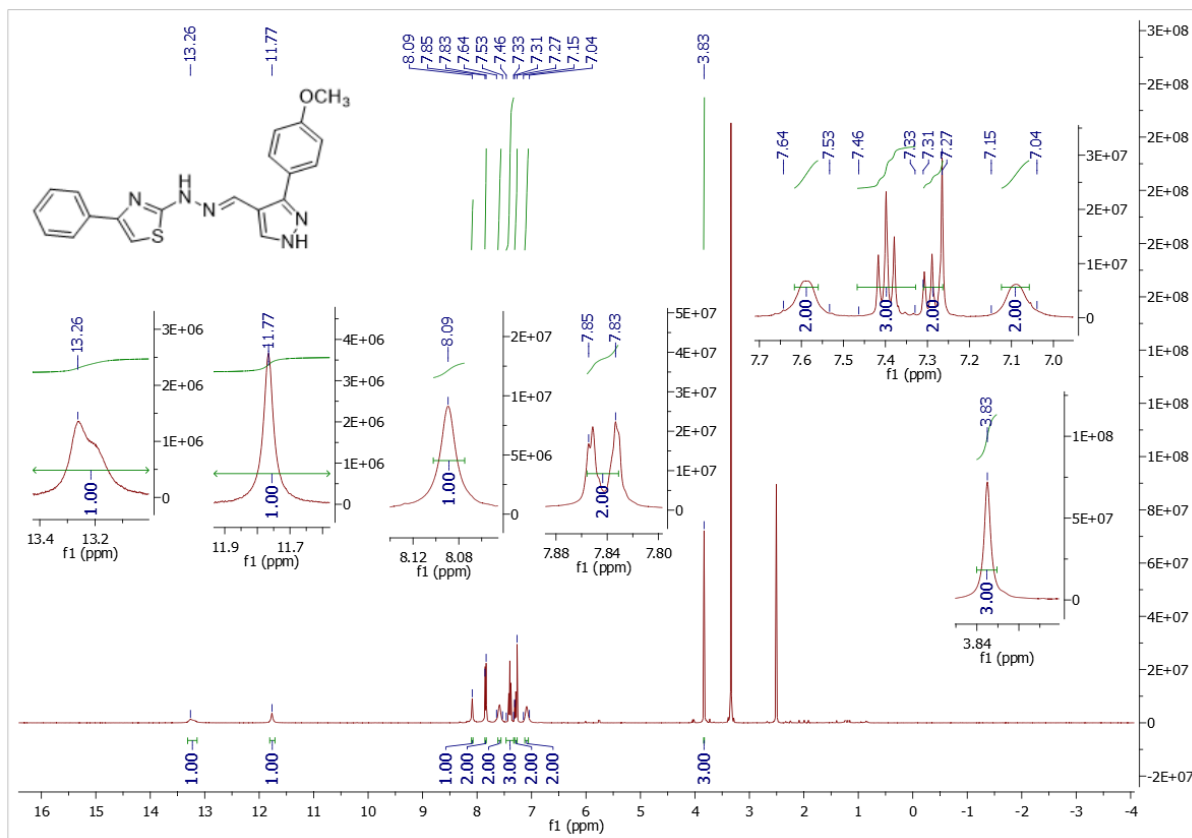 13.26
11.77
8.09
7.85
7.83
7.64
7.53
7.46
7.33
7.31
7.27
7.15
7.04
3.83
OCH3
H
N
N
N
S
N
NH
13.26
3E+06
2E+06
1E+06
0
1.00
13.4 13.2
f1 (ppm)
11.77
4E+06
3E+06
2E+06
1E+06
0
1.00
11.9 11.7
f1 (ppm)
8.09
2E+07
1E+07
5E+06
0
1.00
8.12 8.08
f1 (ppm)
7.85
7.83
5E+07
4E+07
3E+07
2E+07
1E+07
0
2.00
7.88 7.84 7.80
f1 (ppm)
7.64
7.53
7.46
7.33
7.31
7.27
7.15
7.04
3E+07
2E+07
1E+07
0
2.00
3.00
2.00
2.00
7.7 7.6 7.5 7.4 7.3 7.2 7.1 7.0
f1 (ppm)
3.83
1E+08
5E+07
0
3.00
3.84
f1 (ppm)
3E+08
2E+08
2E+08
2E+08
2E+08
2E+08
1E+08
1E+08
1E+08
8E+07
6E+07
4E+07
2E+07
0
-2E+07
1.00
1.00
1.00
2.00
2.00
3.00
2.00
2.00
3.00
16 15 14 13 12 11 10 9 8 7 6 5 4 3 2 1 0 -1 -2 -3 -4
f1 (ppm)